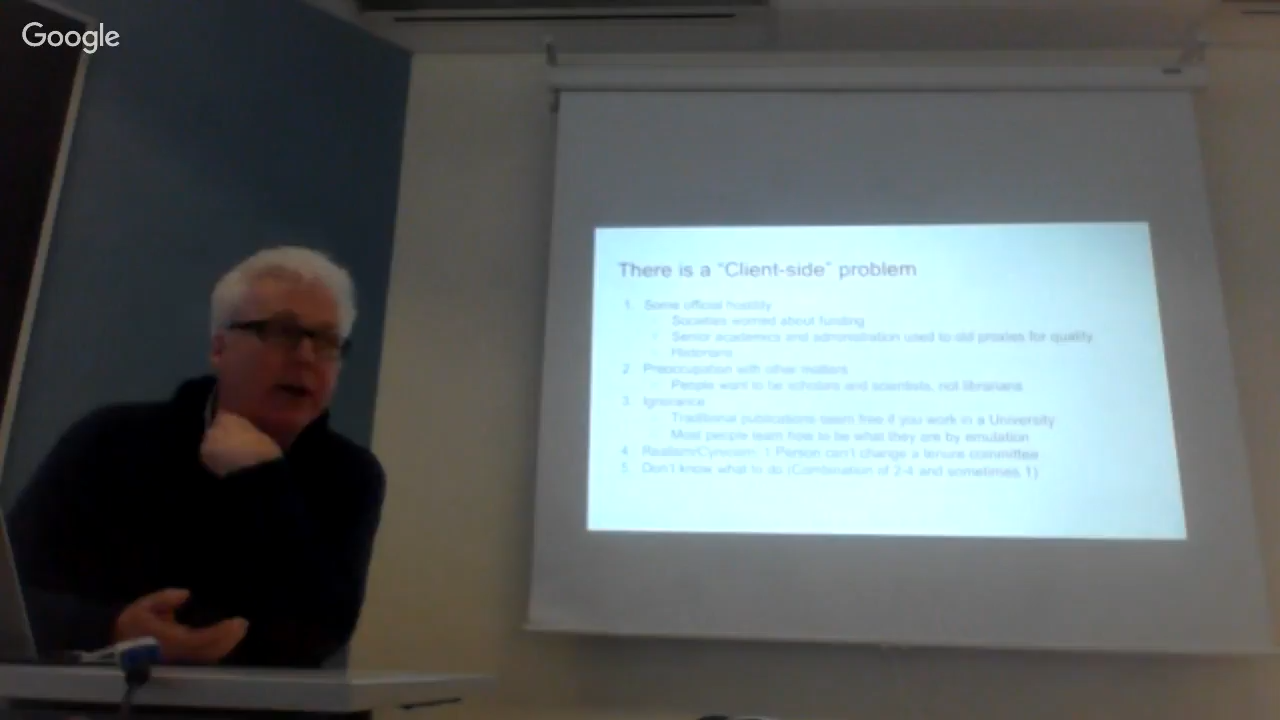 Google
There is a "Client-side" problem
1. Some official hostility
Societies worried about funding
Senior academics and administration used to old proxies for quality
Historians
2. Preoccupation with other matters
People want to be scholars and scientists, not librarians
3. Ignorance
Traditional publications seem free if you work in a University
Most people learn how to be what they are by emulation
4. Realism/Cynicism: 1 Person can't change a tenure committee
5. Don't know what to do (Combination of 2-4 and sometimes 1)